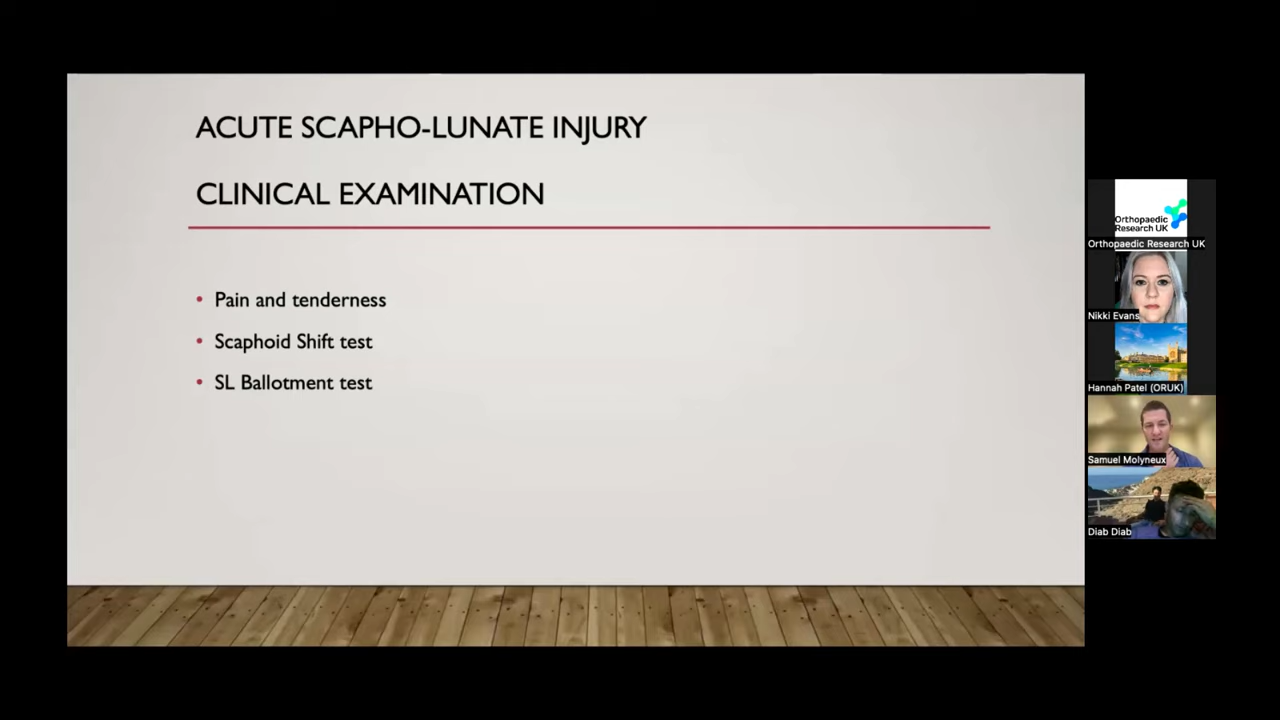 ACUTE SCAPHO-LUNATE INJURY
CLINICAL EXAMINATION
• Pain and tenderness
• Scaphoid Shift test
• SL Ballotment test
Orthopaedic
Research UK
Orthopaedic Research UK
Nikki Evans
Hannah Patel (ORUK)
Samuel Molyneux
Diab Diab